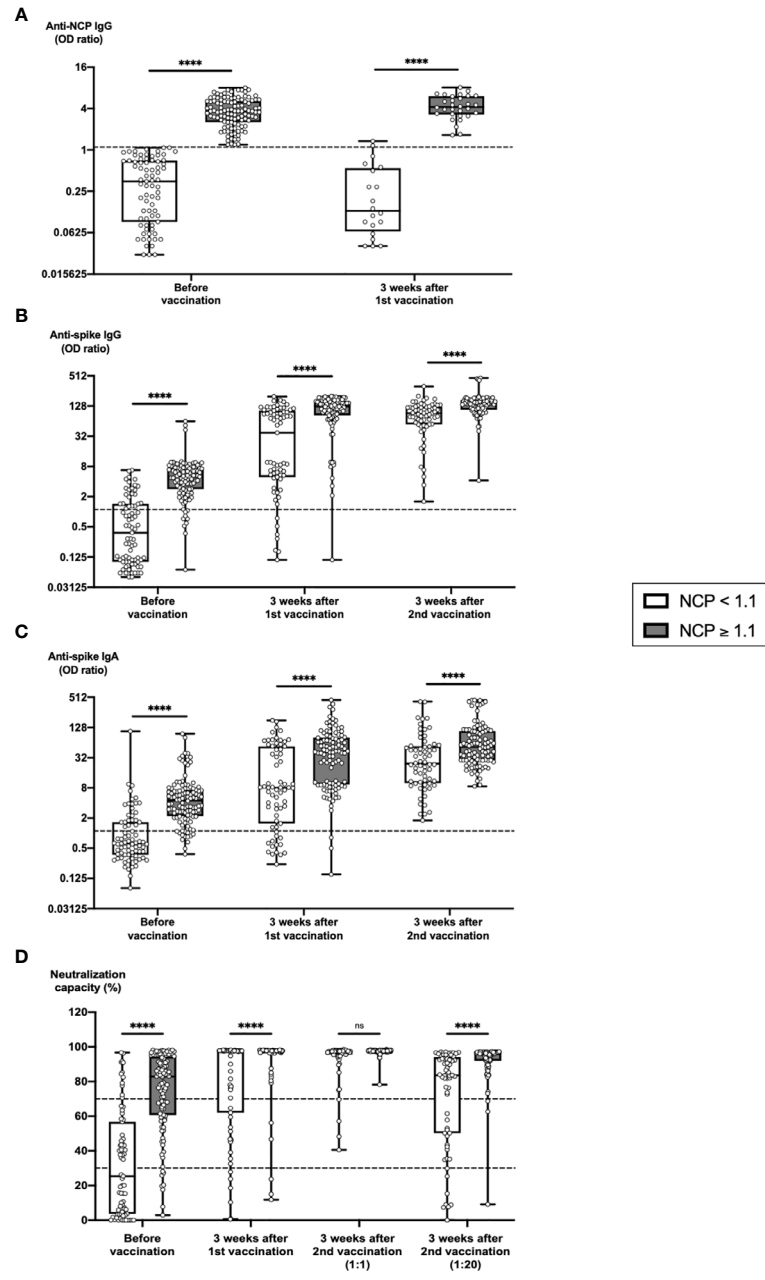 A
Anti-NCP IgG
(OD ratio)
**** ****
16
4
1
0.25
0.0625
0.015625
Before
vaccination
3 weeks after
1st vaccination
B
Anti-spike IgG
(OD ratio)
**** **** ****
512
128
32
8
2
0.5
0.125
0.03125
Before
vaccination
3 weeks after
1st vaccination
3 weeks after
2nd vaccination
NCP < 1.1
NCP ≥ 1.1
C
Anti-spike IgA
(OD ratio)
**** **** ****
512
128
32
8
2
0.5
0.125
0.03125
Before
vaccination
3 weeks after
1st vaccination
3 weeks after
2nd vaccination
D
Neutralization
capacity (%)
**** **** ns ****
120
100
80
60
40
20
0
Before
vaccination
3 weeks after
1st vaccination
3 weeks after
2nd vaccination
(1:1)
3 weeks after
2nd vaccination
(1:20)